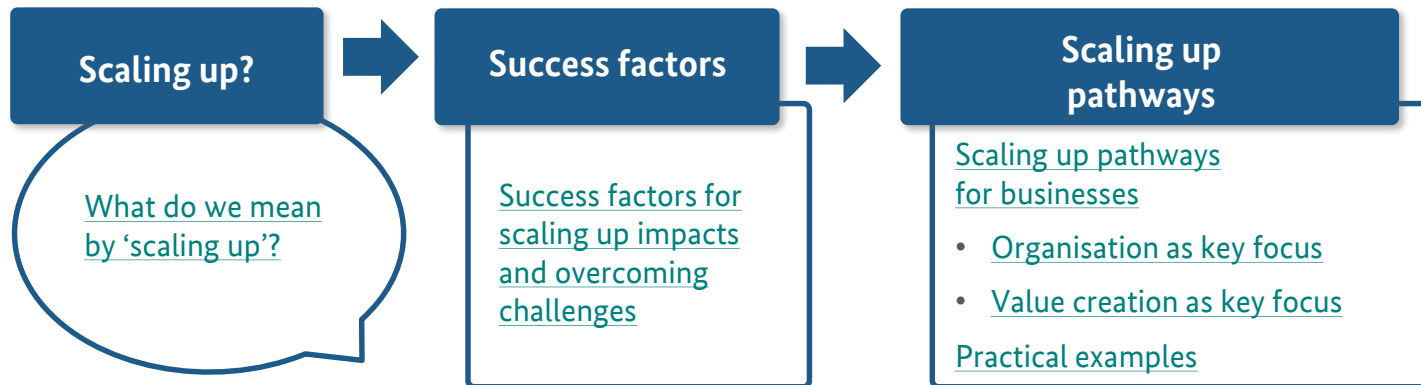 Scaling up?
What do we mean
by ‘scaling up’?
Success factors
Success factors for
scaling up impacts
and overcoming
challenges
Scaling up
pathways
Scaling up pathways
for businesses
• Organisation as key focus
• Value creation as key focus
Practical examples